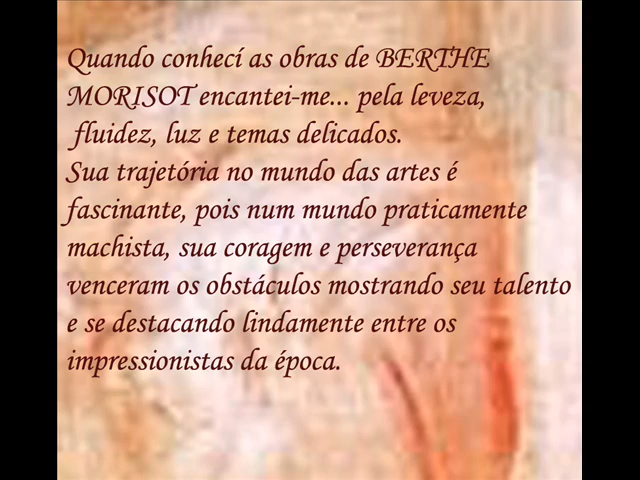 Quando conhecí as obras de BERTHE
MORISOT encantei-me... pela leveza,
fluidez, luz e temas delicados.
Sua trajetória no mundo das artes é
fascinante, pois num mundo praticamente
machista, sua coragem e perseverança
venceram os obstáculos mostrando seu talento
e se destacando lindamente entre os
impressionistas da época.